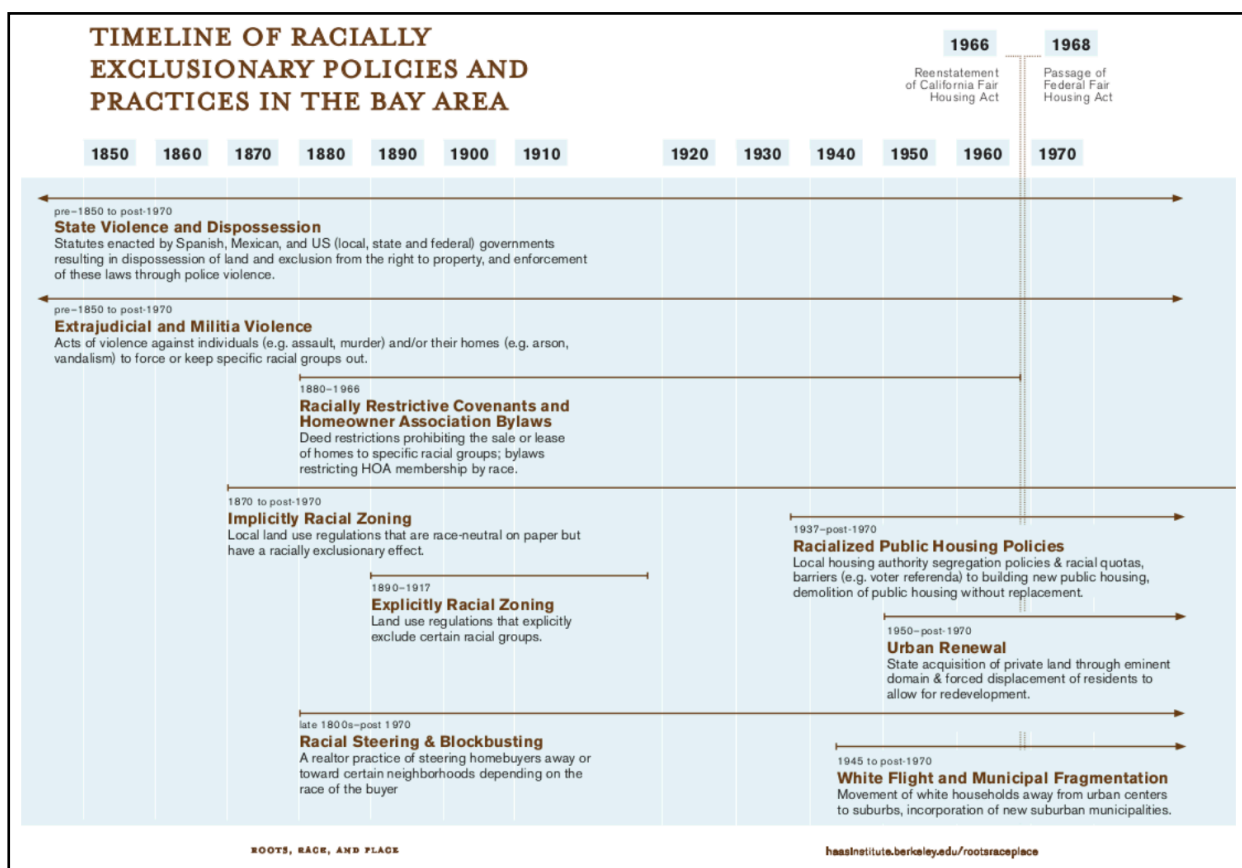 TIMELINE OF RACIALLY
EXCLUSIONARY POLICIES AND
PRACTICES IN THE BAY AREA
1966
Reenstatement
of California Fair
Housing Act
1968
Passage of
Federal Fair
Housing Act
1850 1860 1870 1880 1890 1900 1910 1920 1930 1940 1950 1960 1970
pre–1850 to post-1970
State Violence and Dispossession
Statutes enacted by Spanish, Mexican, and US (local, state and federal) governments
resulting in dispossession of land and exclusion from the right to property, and enforcement
of these laws through police violence.
pre–1850 to post-1970
Extrajudicial and Militia Violence
Acts of violence against individuals (e.g. assault, murder) and/or their homes (e.g. arson,
vandalism) to force or keep specific racial groups out.
1880–1966
Racially Restrictive Covenants and
Homeowner Association Bylaws
Deed restrictions prohibiting the sale or lease
of homes to specific racial groups; bylaws
restricting HOA membership by race.
1870 to post-1970
Implicitly Racial Zoning
Local land use regulations that are race-neutral on paper but
have a racially exclusionary effect.
1937–post-1970
Racialized Public Housing Policies
Local housing authority segregation policies & racial quotas,
barriers (e.g. voter referenda) to building new public housing,
demolition of public housing without replacement.
1890–1917
Explicitly Racial Zoning
Land use regulations that explicitly
exclude certain racial groups.
1950–post-1970
Urban Renewal
State acquisition of private land through eminent
domain & forced displacement of residents to
allow for redevelopment.
late 1800s–post 1970
Racial Steering & Blockbusting
A realtor practice of steering homebuyers away or
toward certain neighborhoods depending on the
race of the buyer
1945 to post-1970
White Flight and Municipal Fragmentation
Movement of white households away from urban centers
to suburbs, incorporation of new suburban municipalities.
ROOTS, RACE, AND PLACE
haasinstitute.berkeley.edu/rootsraceplace